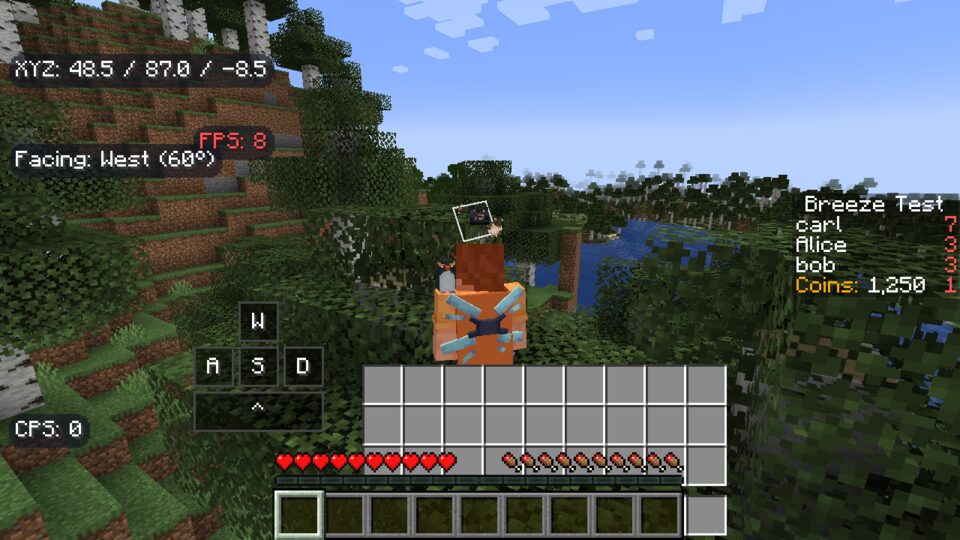 XYZ: 48.5 / 87.0 / -8.5
FPS: 8
Facing: West (60º)
Breeze Test
carl 7
Alice 3
bob 3
Coins: 1,250 1
W
A S D
^
CPS: 0